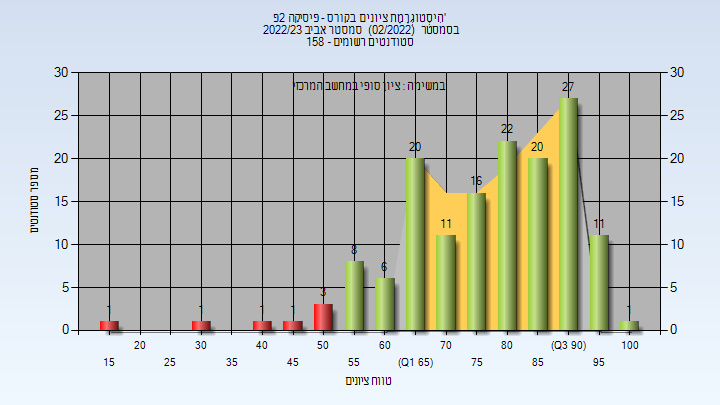 היסטוגרמת ציונים בקורס - פיסיקה 2פ'
בסמסטר (02/2022) סמסטר אביב 2022/23
סטודנטים רשומים - 158
במשימה : ציון סופי במחשב המרכזי
מספר סטודנטים
30 30
25 25
20 20
15 15
10 10
5 5
0 0
1 1 1 1 3 8 6 20 11 16 22 20 27 11 1
20 30 40 50 60 70 80 (Q3 90) 100
15 25 35 45 55 (Q1 65) 75 85 95
טווח ציונים